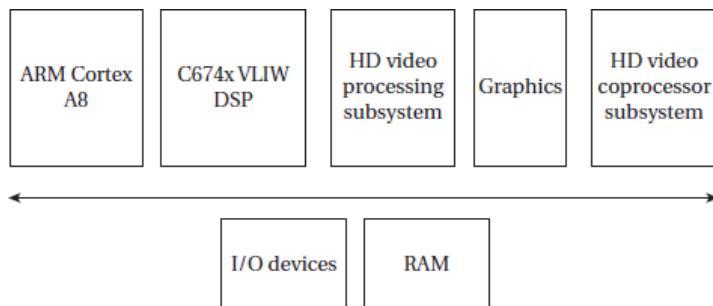 ARM Cortex
A8
C674x VLIW
DSP
HD video
processing
subsystem
Graphics
HD video
coprocessor
subsystem
I/O devices
RAM